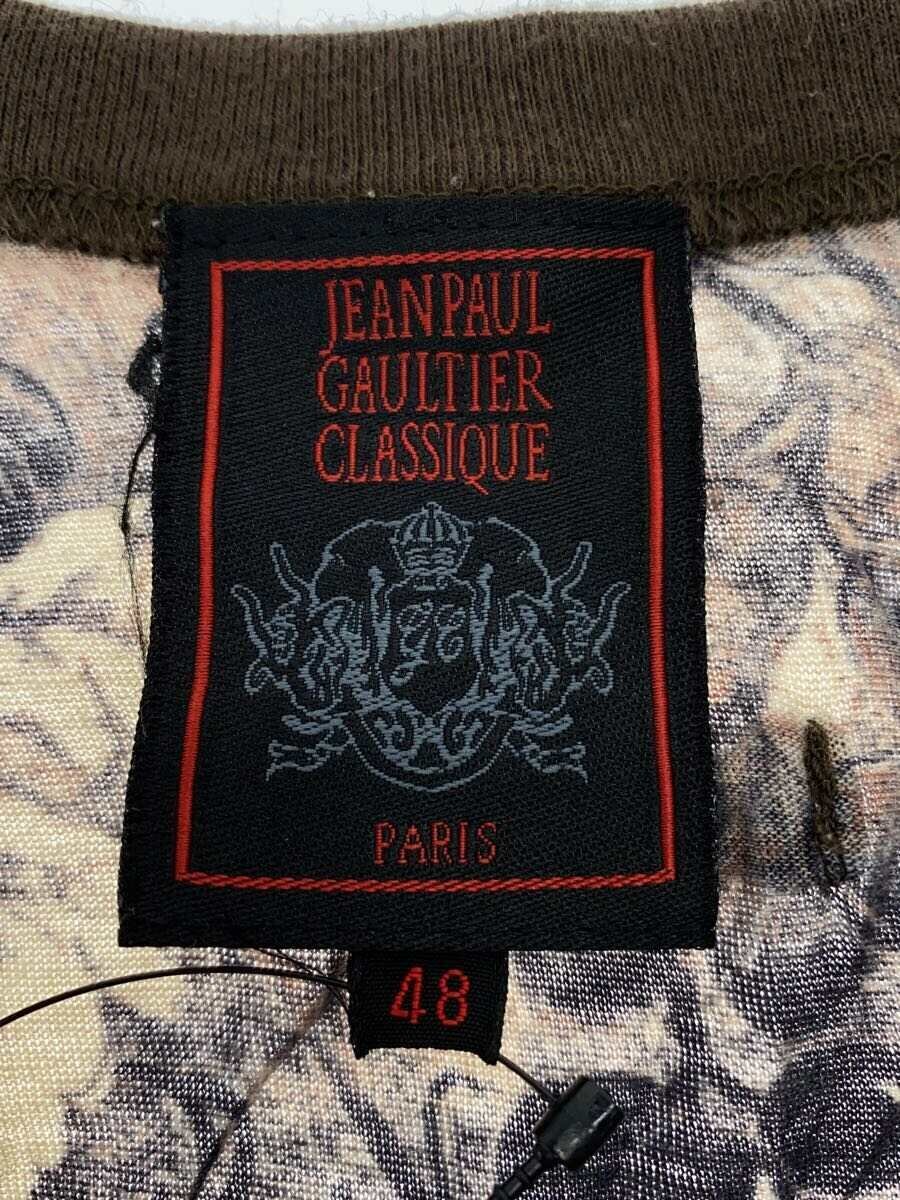 JEAN PAUL
GAULTIER
CLASSIQUE
PARIS
48